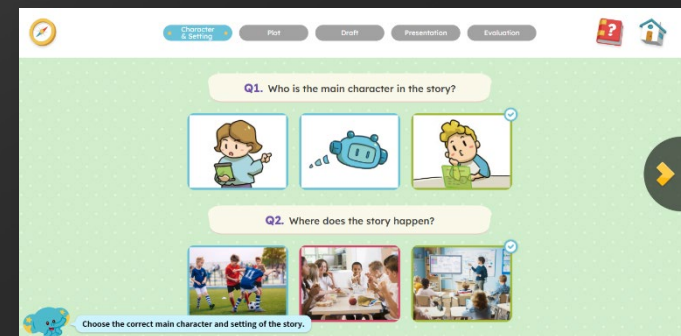 Character
& Setting
Plot
Draft
Presentation
Evaluation
?
Q1. Who is the main character in the story?
Q2. Where does the story happen?
Choose the correct main character and setting of the story.